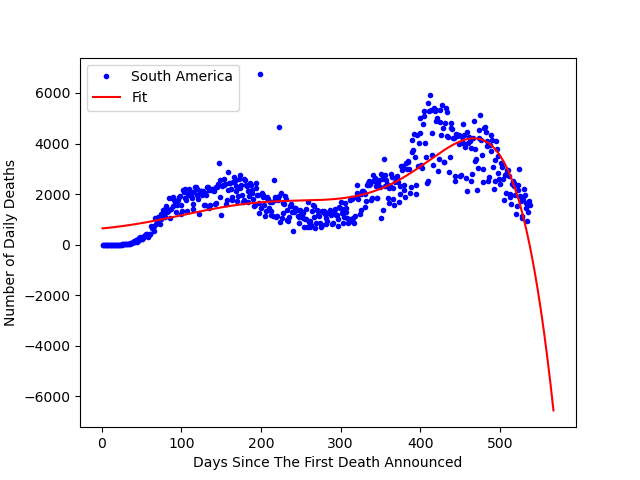 South America
Fit
6000
4000
2000
0
−2000
−4000
−6000
Number of Daily Deaths
0 100 200 300 400 500
Days Since The First Death Announced